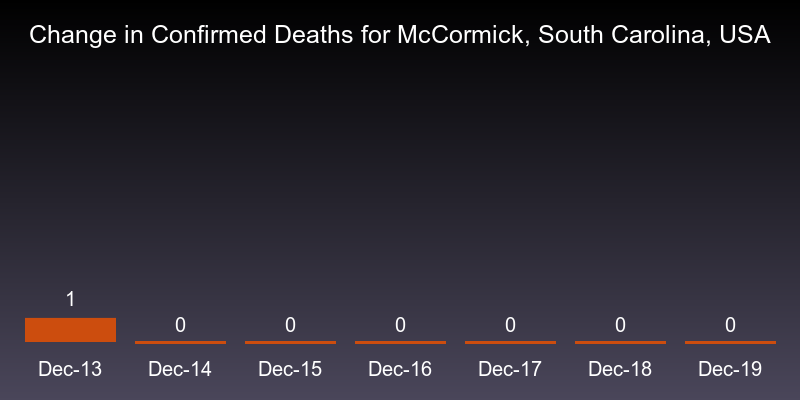 Change in Confirmed Deaths for McCormick, South Carolina, USA
1 0 0 0 0 0 0
Dec-13 Dec-14 Dec-15 Dec-16 Dec-17 Dec-18 Dec-19